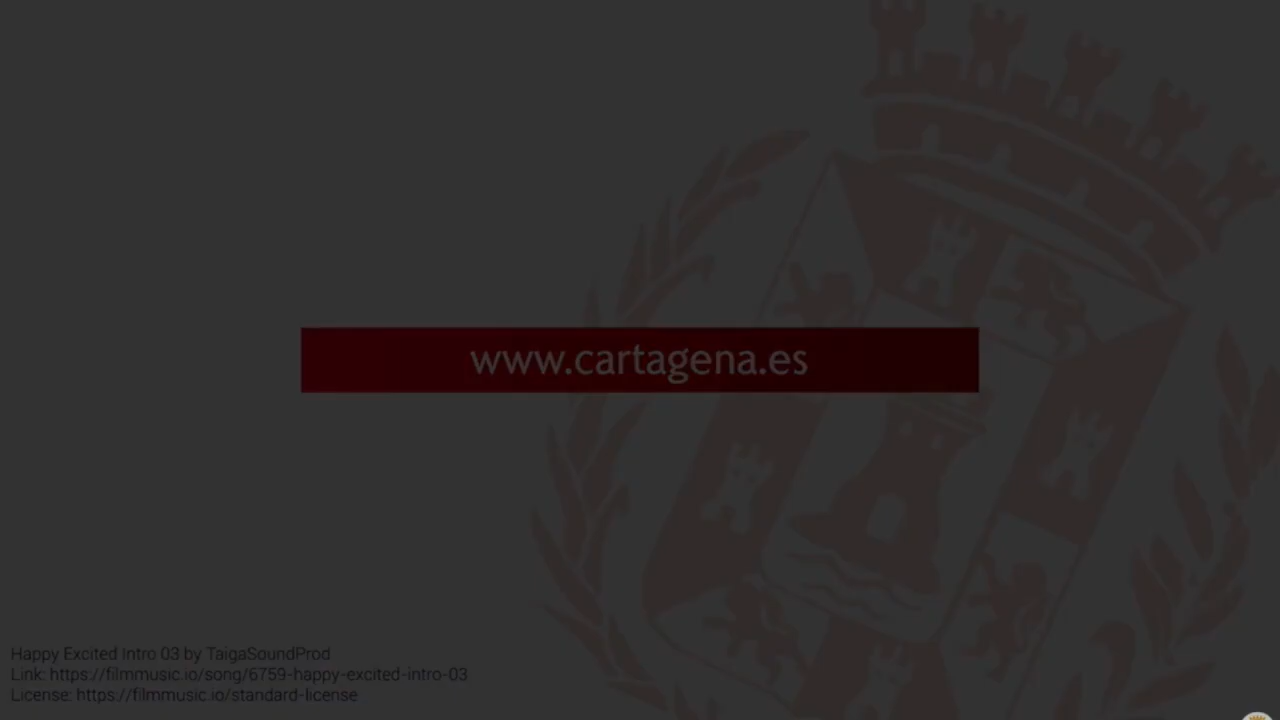 www.cartagena.es
Happy Excited Intro 03 by TaigaSoundProd
Link: https://filmmusic.io/song/6759-happy-excited-intro-03
License: https://filmmusic.io/standard-license